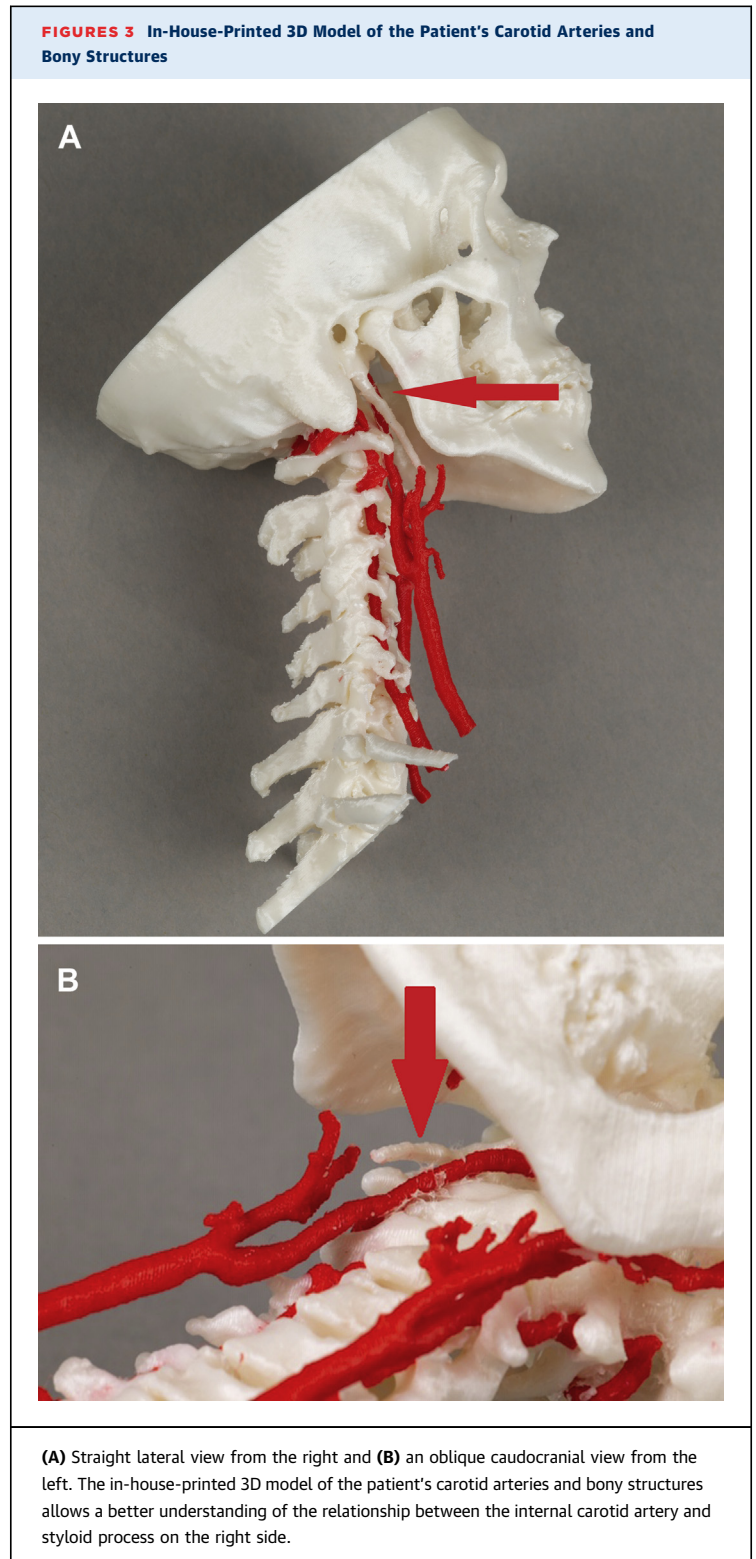 FIGURES 3 In-House-Printed 3D Model of the Patient's Carotid Arteries and
Bony Structures
A
B
(A) Straight lateral view from the right and (B) an oblique caudocranial view from the
left. The in-house-printed 3D model of the patient's carotid arteries and bony structures
allows a better understanding of the relationship between the internal carotid artery and
styloid process on the right side.